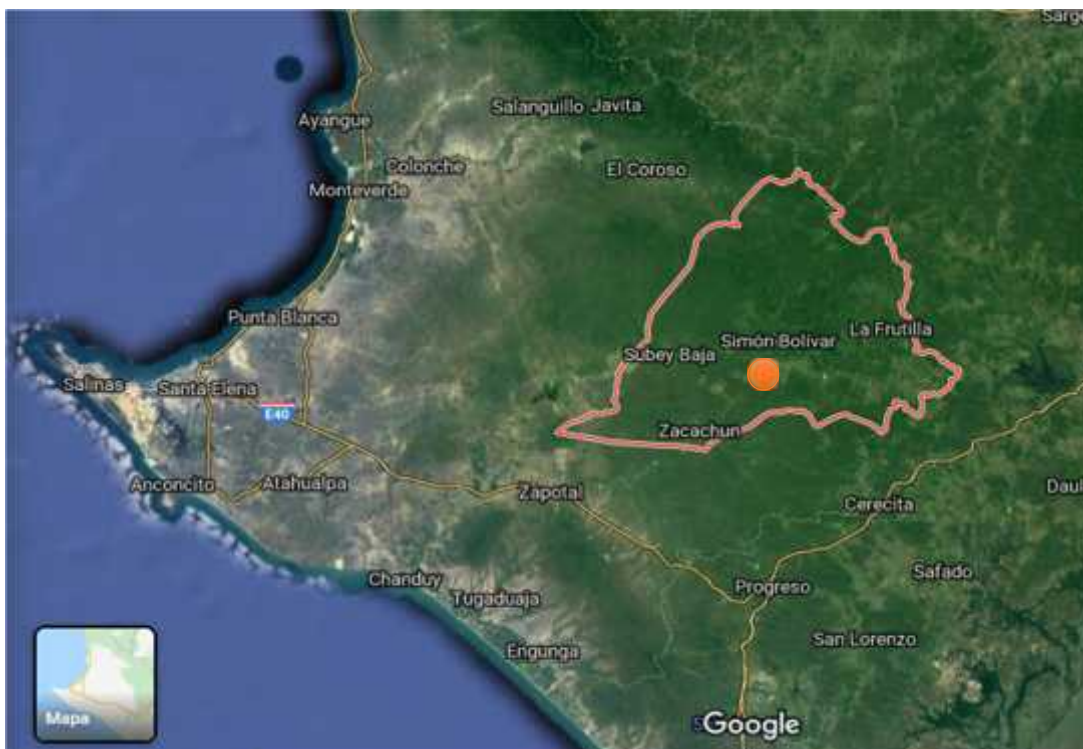 Sarg
Ayangue
Salanguillo Javita
Colonche
El Coroso
Monteverde
Punta Blanca
La Frutilla
Simón Bolívar
Subey Baja
Salinas
Santa Elena
E40
Zacachun
Anconcito
Atahualpa
Zapotal
Daul
Cerecita
Chanduy
Tugaduaja
Progreso
Safado
Engunga
San Lorenzo
Mapa
S
Google